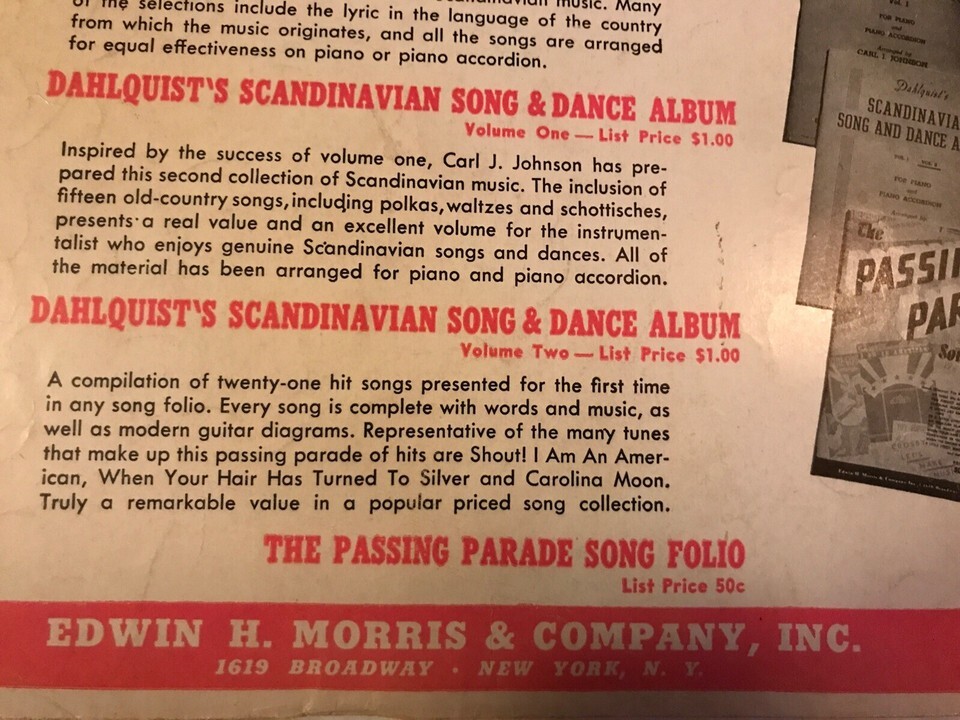 of the selections include the lyric in the language of the country
from which the music originates, and all the songs are arranged
for equal effectiveness on piano or piano accordion.
DAHLQUIST'S SCANDINAVIAN SONG & DANCE ALBUM
Volume One — List Price $1.00
Inspired by the success of volume one, Carl J. Johnson has pre-
pared this second collection of Scandinavian music. The inclusion of
fifteen old-country songs, including polkas, waltzes and schottisches,
presents a real value and an excellent volume for the instrumen-
talist who enjoys genuine Scandinavian songs and dances. All of
the material has been arranged for piano and piano accordion.
DAHLQUIST'S SCANDINAVIAN SONG & DANCE ALBUM
Volume Two — List Price $1.00
A compilation of twenty-one hit songs presented for the first time
in any song folio. Every song is complete with words and music, as
well as modern guitar diagrams. Representative of the many tunes
that make up this passing parade of hits are Shout! I Am An Amer-
ican, When Your Hair Has Turned To Silver and Carolina Moon.
Truly a remarkable value in a popular priced song collection.
THE PASSING PARADE SONG FOLIO
List Price 50c
EDWIN H. MORRIS & COMPANY, INC.
1619 BROADWAY · NEW YORK, N. Y.
FOR PIANO
AND
PIANO ACCORDION
Arranged by
CARL J. JOHNSON
Dahlquist's
SCANDINAVIA
SONG AND DANCE A
FOR PIANO
AND
PIANO ACCORDION
The
PASSI
PAR